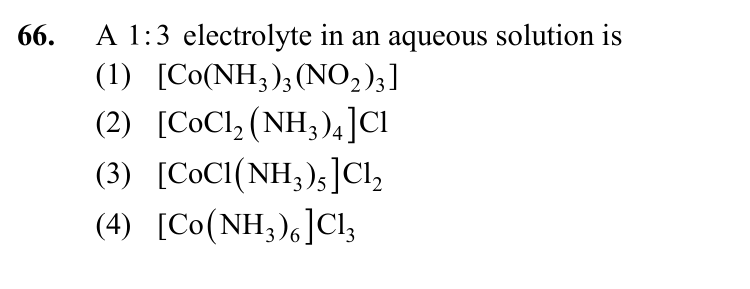 66. A 1:3 electrolyte in an aqueous solution is
(1) [Co(NH₃)₃(NO₂)₃]
(2) [CoCl₂(NH₃)₄]Cl
(3) [CoCl(NH₃)₅]Cl₂
(4) [Co(NH₃)₆]Cl₃